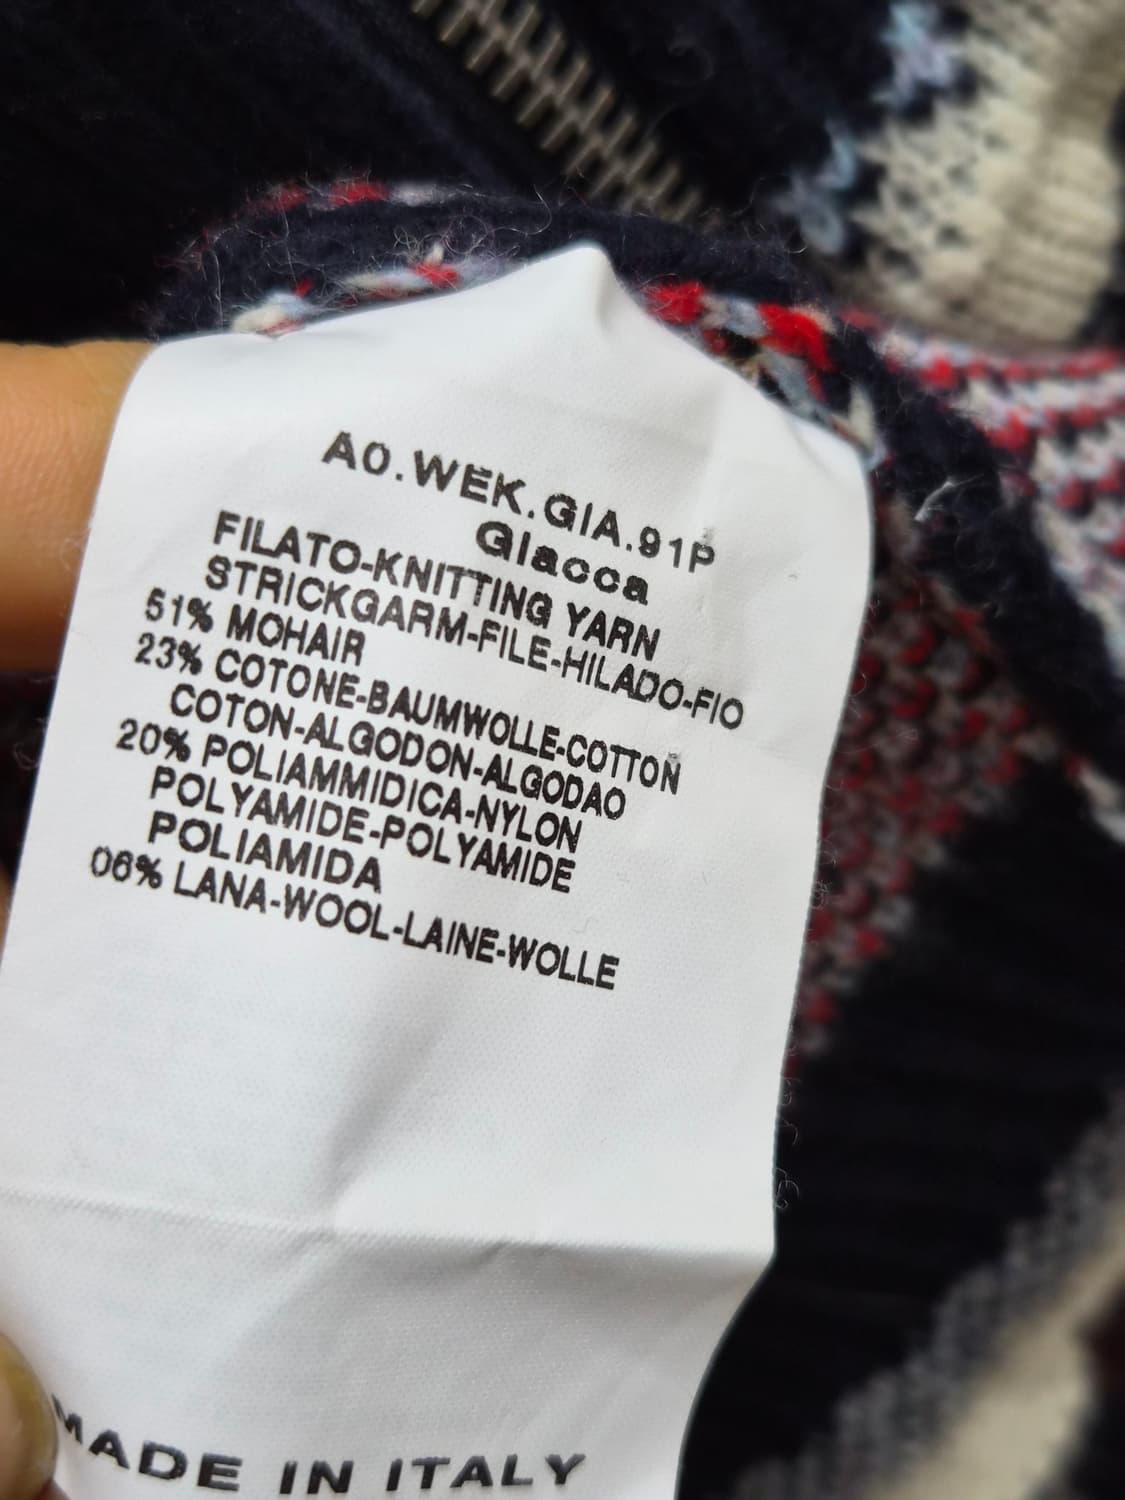 A0.WEK.GIA.91P
Giacca
FILATO-KNITTING YARN
STRICKGARM-FILE-HILADO-FIO
51% MOHAIR
23% COTONE-BAUMWOLLE-COTTON
COTON-ALGODON-ALGODAO
20% POLIAMMIDICA-NYLON
POLYAMIDE-POLYAMIDE
POLIAMIDA
06% LANA-WOOL-LAINE-WOLLE
MADE IN ITALY